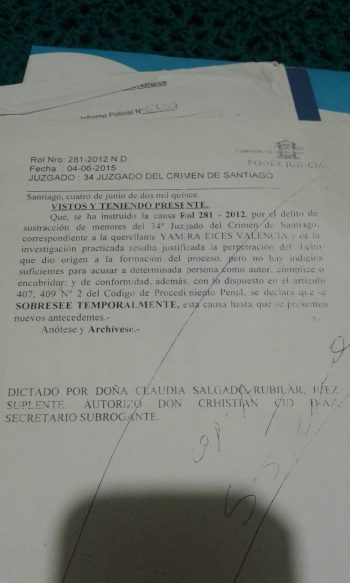 Informe Policial Nº
PODER JUDICIAL
Rol Nro: 281-2012 N.D.
Fecha : 04-06-2015
JUZGADO : 34 JUZGADO DEL CRIMEN DE SANTIAGO
Santiago, cuatro de junio de dos mil quince.
VISTOS Y TENIENDO PRESENTE.
Que, se ha instruido la causa Rol 281 - 2012, por el delito de
sustracción de menores del 34º Juzgado del Crimen de Santiago,
correspondiente a la querellante YAMIRA EICES VALENCIA y de la
investigación practicada resulta justificada la perpetración del ilícito
que dio origen a la formación del proceso, pero no hay indicios
suficientes para acusar a determinada persona como autor, cómplice o
encubridor; y de conformidad, además, con lo dispuesto en el artículo
407, 409 Nº 2 del Código de Procedimiento Penal, se declara que se
SOBRESEE TEMPORALMENTE, esta causa hasta que se presenten
nuevos antecedentes.-
Anótese y Archívese.-
DICTADO POR DOÑA CLAUDIA SALGADO RUBILAR, JUEZ
SUPLENTE. AUTORIZO DON CRHISTIAN CID DIAZ,
SECRETARIO SUBROGANTE.